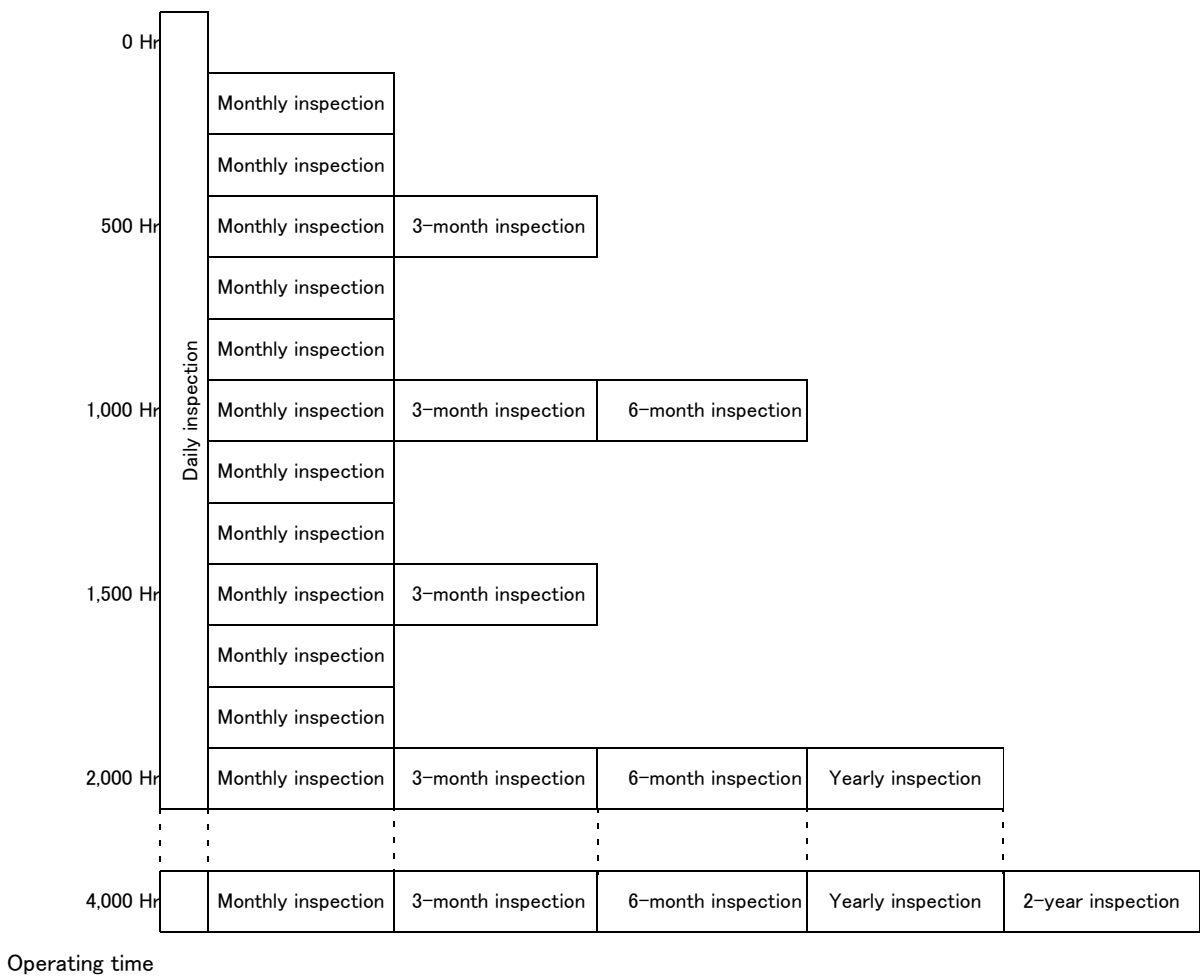 0 Hr
Monthly inspection
Monthly inspection
500 Hr Monthly inspection 3-month inspection
Monthly inspection
Monthly inspection
Daily inspection
1,000 Hr Monthly inspection 3-month inspection 6-month inspection
Monthly inspection
Monthly inspection
1,500 Hr Monthly inspection 3-month inspection
Monthly inspection
Monthly inspection
2,000 Hr Monthly inspection 3-month inspection 6-month inspection Yearly inspection
4,000 Hr Monthly inspection 3-month inspection 6-month inspection Yearly inspection 2-year inspection
Operating time